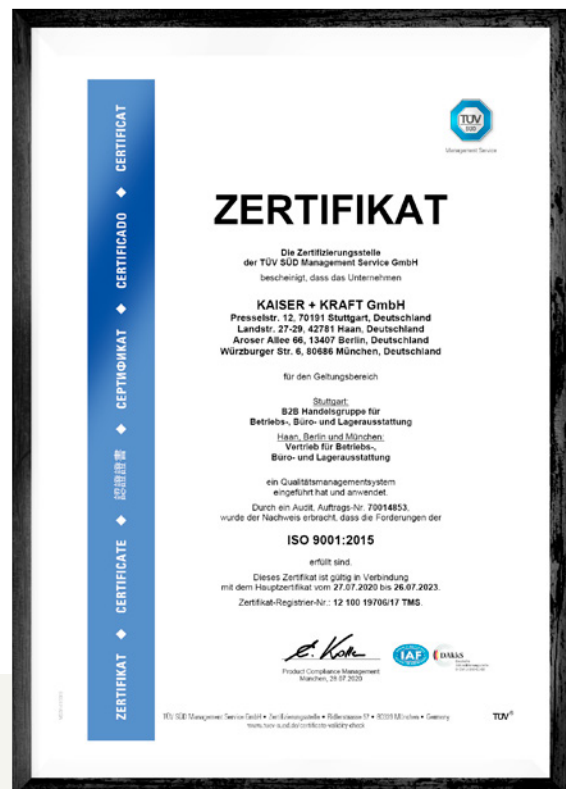 TÜV
SÜD
Management Service
ZERTIFIKAT
Die Zertifizierungsstelle
der TÜV SÜD Management Service GmbH
bescheinigt, dass das Unternehmen
KAISER + KRAFT GmbH
Presselstr. 12, 70191 Stuttgart, Deutschland
Landstr. 27-29, 42781 Haan, Deutschland
Aroser Allee 66, 13407 Berlin, Deutschland
Würzburger Str. 6, 80686 München, Deutschland
für den Geltungsbereich
Stuttgart:
B2B Handelsgruppe für
Betriebs-, Büro- und Lagerausstattung
Haan, Berlin und München:
Vertrieb für Betriebs-,
Büro- und Lagerausstattung
ein Qualitätsmanagementsystem
eingeführt hat und anwendet.
Durch ein Audit, Auftrags-Nr. 70014853,
wurde der Nachweis erbracht, dass die Forderungen der
ISO 9001:2015
erfüllt sind.
Dieses Zertifikat ist gültig in Verbindung
mit dem Hauptzertifikat vom 27.07.2020 bis 26.07.2023.
Zertifikat-Registrier-Nr.: 12 100 19706/17 TMS.
Product Compliance Management
München, 28.07.2020
IAF
DAkkS
TÜV SÜD Management Service GmbH • Zertifizierungsstelle • Ridlerstrasse 57 • 80339 München • Germany
www.tuev-sued.de/certificate-validity-check
TÜV®
ZERTIFIKAT ◆ CERTIFICATE ◆ 認證證書 ◆ СЕРТИФИКАТ ◆ CERTIFICADO ◆ CERTIFICAT